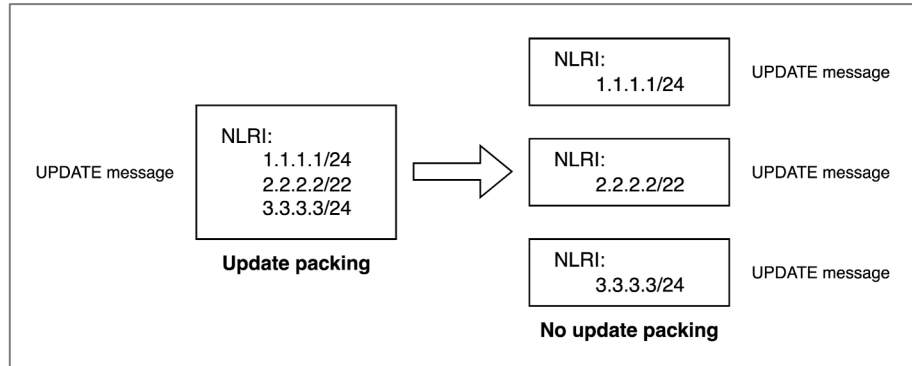 UPDATE message
NLRI:
1.1.1.1/24
2.2.2.2/22
3.3.3.3/24
Update packing
NLRI:
1.1.1.1/24
UPDATE message
NLRI:
2.2.2.2/22
UPDATE message
NLRI:
3.3.3.3/24
UPDATE message
No update packing